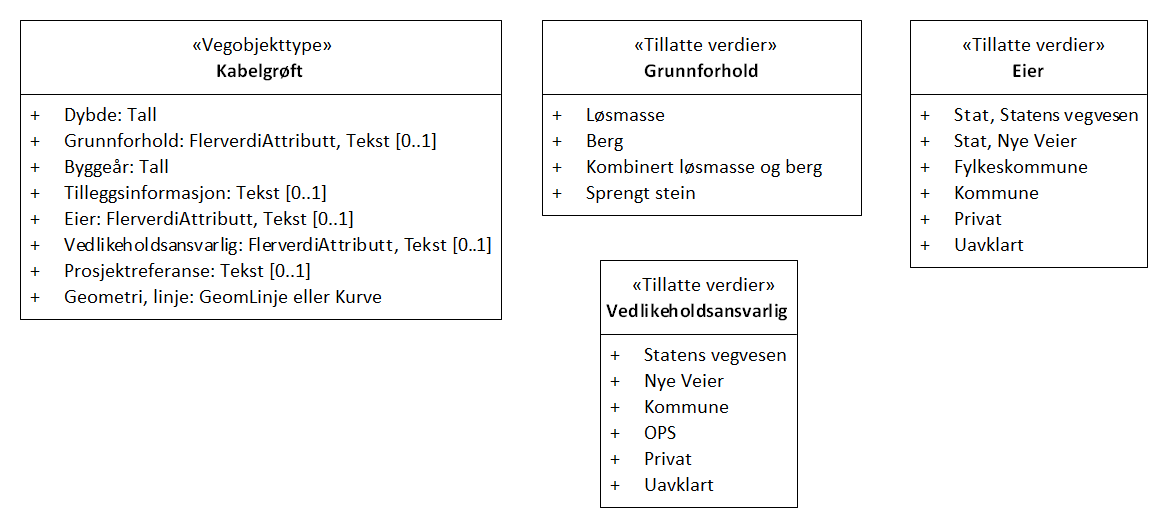 «Vegobjekttype»
Kabelgrøft
+ Dybde: Tall
+ Grunnforhold: FlerverdiAttributt, Tekst [0..1]
+ Byggeår: Tall
+ Tilleggsinformasjon: Tekst [0..1]
+ Eier: FlerverdiAttributt, Tekst [0..1]
+ Vedlikeholdsansvarlig: FlerverdiAttributt, Tekst [0..1]
+ Prosjektreferanse: Tekst [0..1]
+ Geometri, linje: GeomLinje eller Kurve
«Tillatte verdier»
Grunnforhold
+ Løsmasse
+ Berg
+ Kombinert løsmasse og berg
+ Sprengt stein
«Tillatte verdier»
Eier
+ Stat, Statens vegvesen
+ Stat, Nye Veier
+ Fylkeskommune
+ Kommune
+ Privat
+ Uavklart
«Tillatte verdier»
Vedlikeholdsansvarlig
+ Statens vegvesen
+ Nye Veier
+ Kommune
+ OPS
+ Privat
+ Uavklart